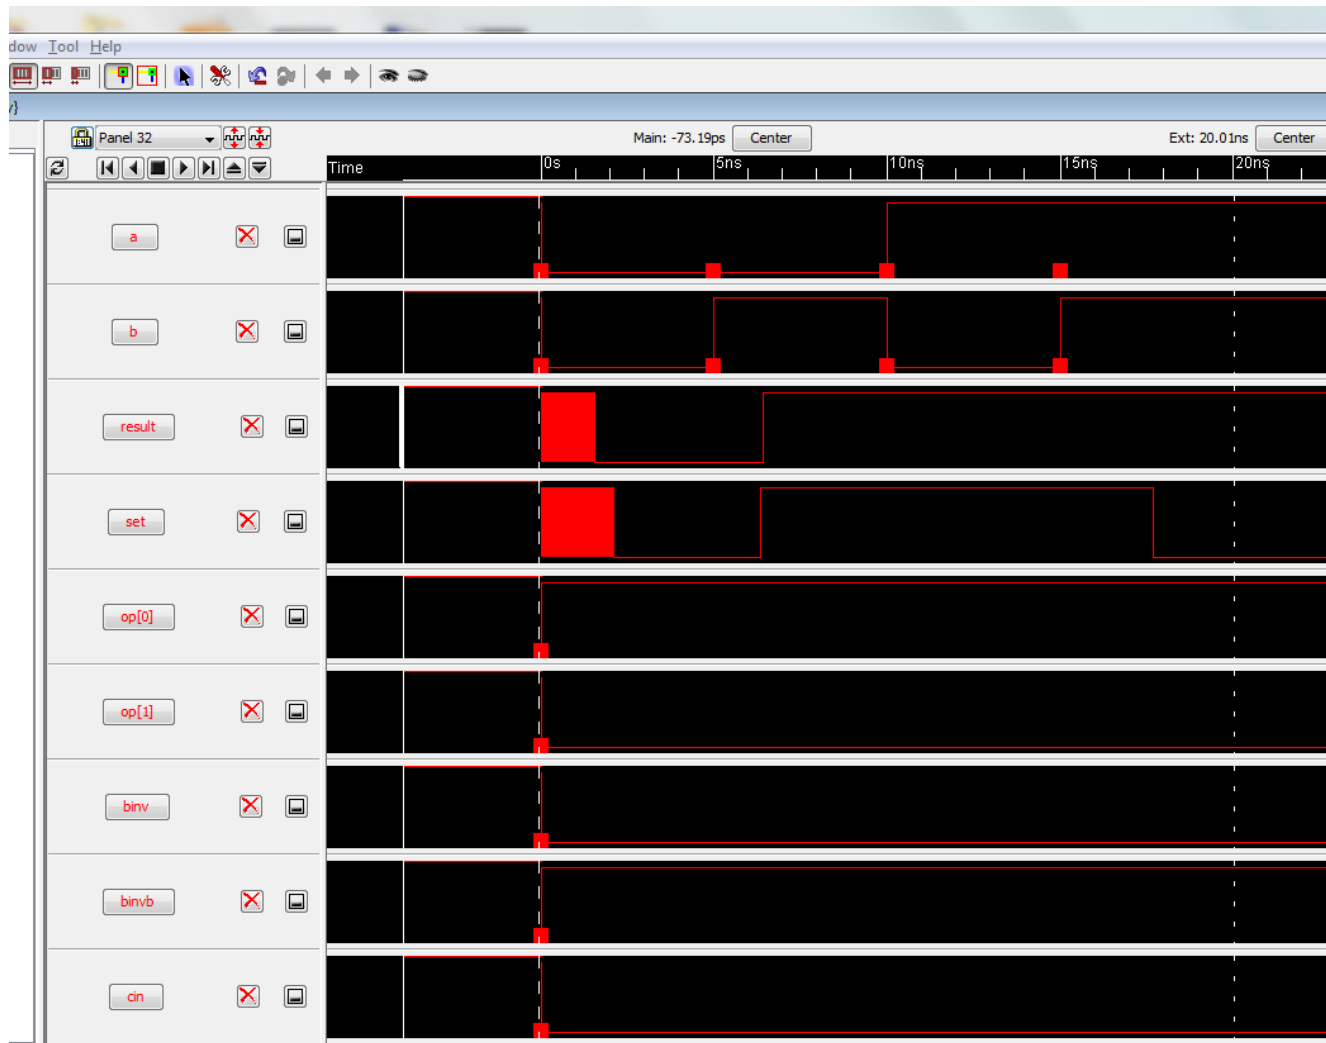 dow Tool Help
y}
Panel 32 Main: -73.19ps Center Ext: 20.01ns Center
Time 0s 5ns 10ns 15ns 20ns
a
b
result
set
op[0]
op[1]
binv
binvb
cin